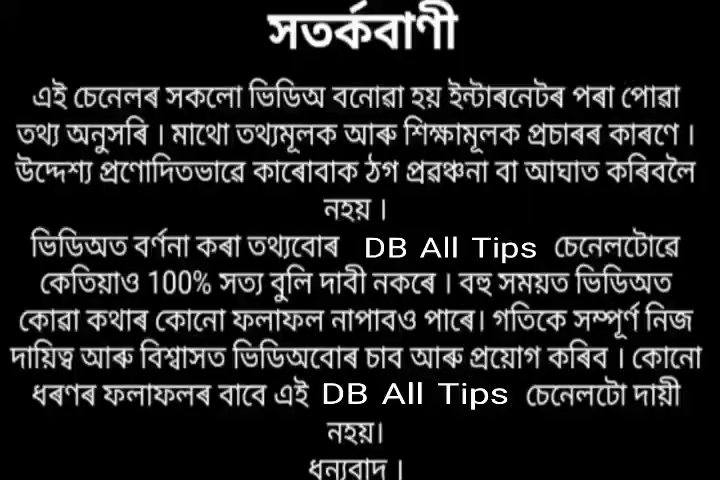 সতৰ্কবাণী
এই চেনেলৰ সকলো ভিডিঅ বনোৱা হয় ইন্টাৰনেটৰ পৰা পোৱা
তথ্য অনুসৰি । মাথো তথ্যমূলক আৰু শিক্ষামূলক প্ৰচাৰৰ কাৰণে ।
উদ্দেশ্য প্ৰণোদিতভাৱে কাৰোবাক ঠগ প্ৰৱঞ্চনা বা আঘাত কৰিবলৈ
নহয় ।
ভিডিঅত বৰ্ণনা কৰা তথ্যবোৰ DB All Tips চেনেলটোৱে
কেতিয়াও 100% সত্য বুলি দাবী নকৰে । বহু সময়ত ভিডিঅত
কোৱা কথাৰ কোনো ফলাফল নাপাবও পাৰে। গতিকে সম্পূৰ্ণ নিজ
দায়িত্ব আৰু বিশ্বাসত ভিডিঅবোৰ চাব আৰু প্ৰয়োগ কৰিব । কোনো
ধৰণৰ ফলাফলৰ বাবে এই DB All Tips চেনেলটো দায়ী
নহয়।
ধন্যবাদ ।